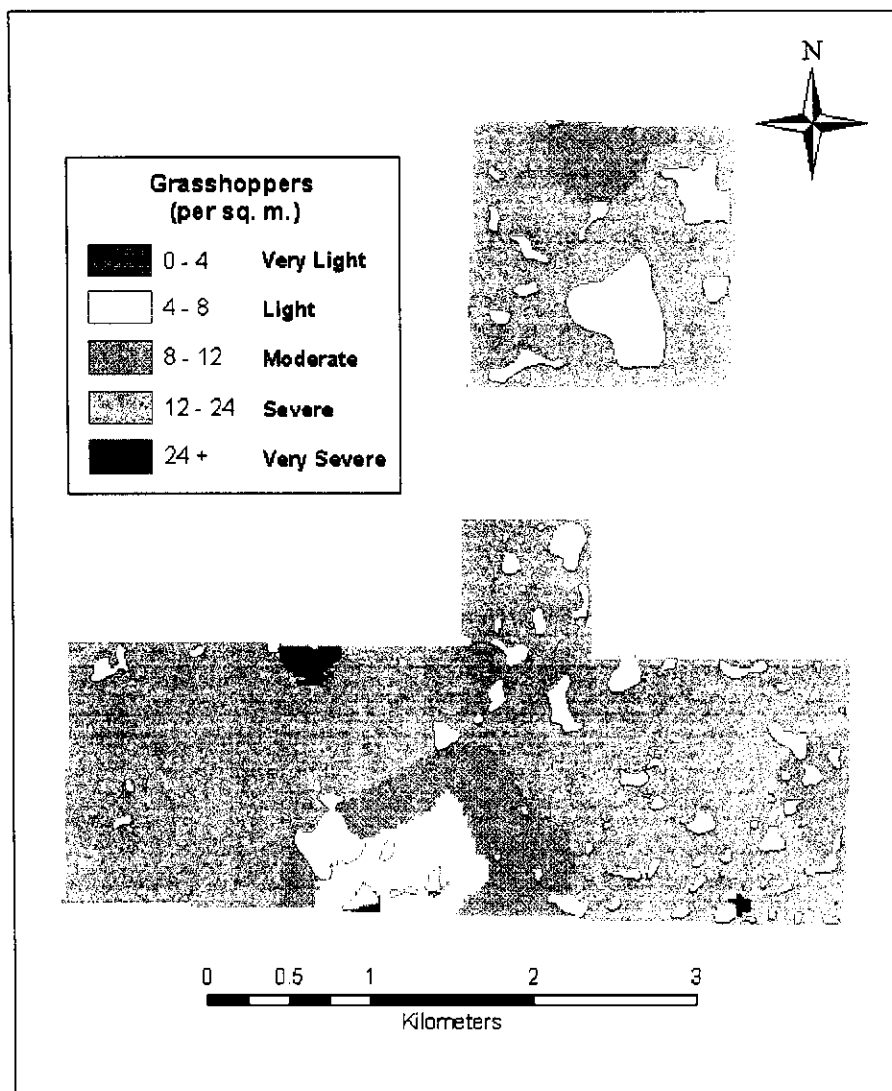 N
Grasshoppers
(per sq. m.)
0 - 4 Very Light
4 - 8 Light
8 - 12 Moderate
12 - 24 Severe
24 + Very Severe
0 0.5 1 2 3
Kilometers